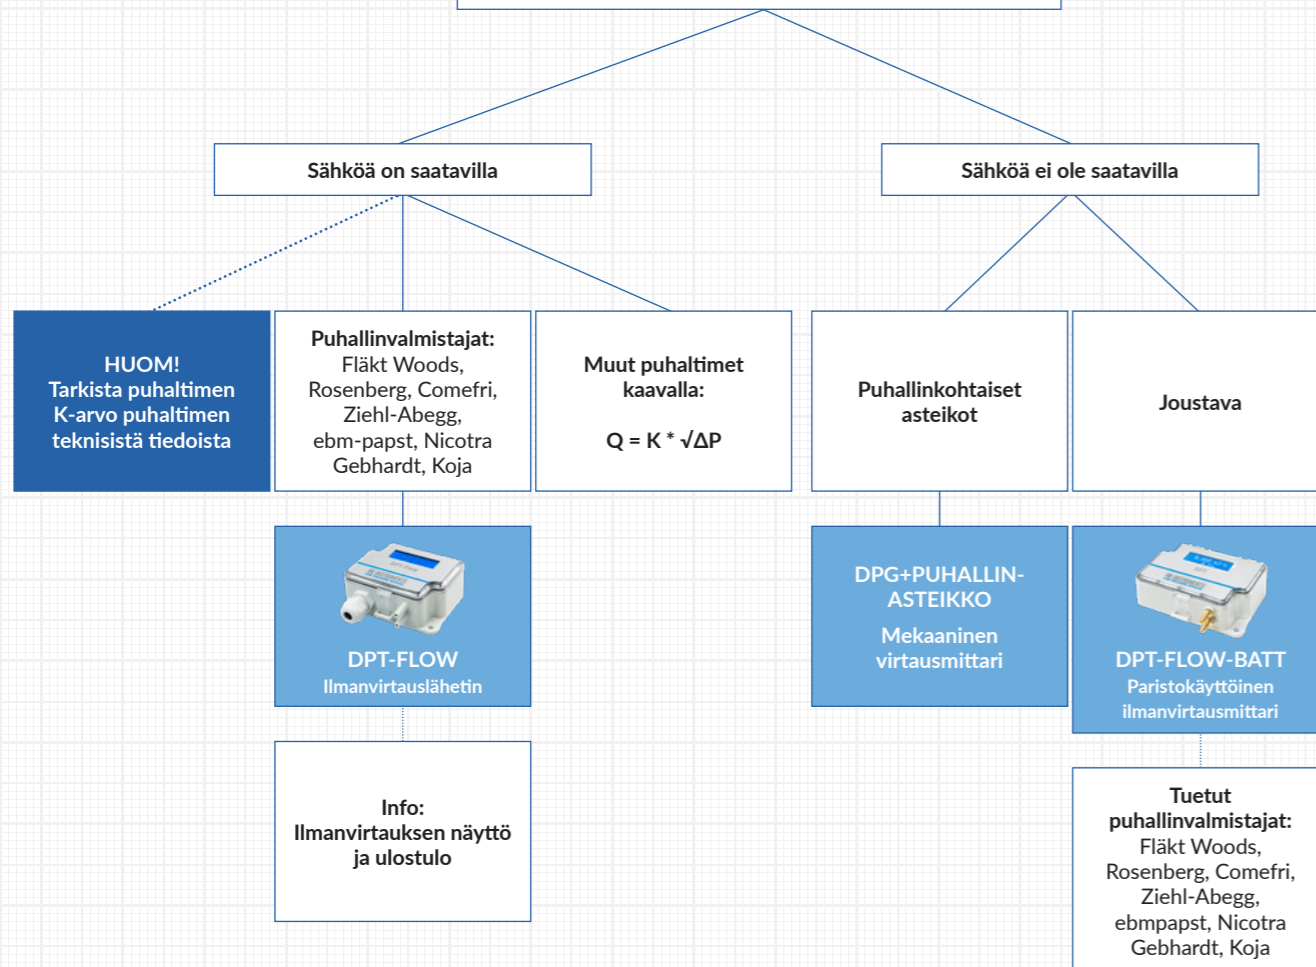 Sähköä on saatavilla
Sähköä ei ole saatavilla
HUOM!
Tarkista puhaltimen
K-arvo puhaltimen
teknisistä tiedoista
Puhallinvalmistajat:
Fläkt Woods,
Rosenberg, Comefri,
Ziehl-Abegg,
ebm-papst, Nicotra
Gebhardt, Koja
Muut puhaltimet
kaavalla:
Q = K * √ΔP
Puhallinkohtaiset
asteikot
Joustava
DPT-Flow
DPT-FLOW
Ilmanvirtauslähetin
DPG+PUHALLIN-
ASTEIKKO
Mekaaninen
virtausmittari
DPT-FLOW-BATT
Paristokäyttöinen
ilmanvirtausmittari
Info:
Ilmanvirtauksen näyttö
ja ulostulo
Tuetut
puhallinvalmistajat:
Fläkt Woods,
Rosenberg, Comefri,
Ziehl-Abegg,
ebmpapst, Nicotra
Gebhardt, Koja